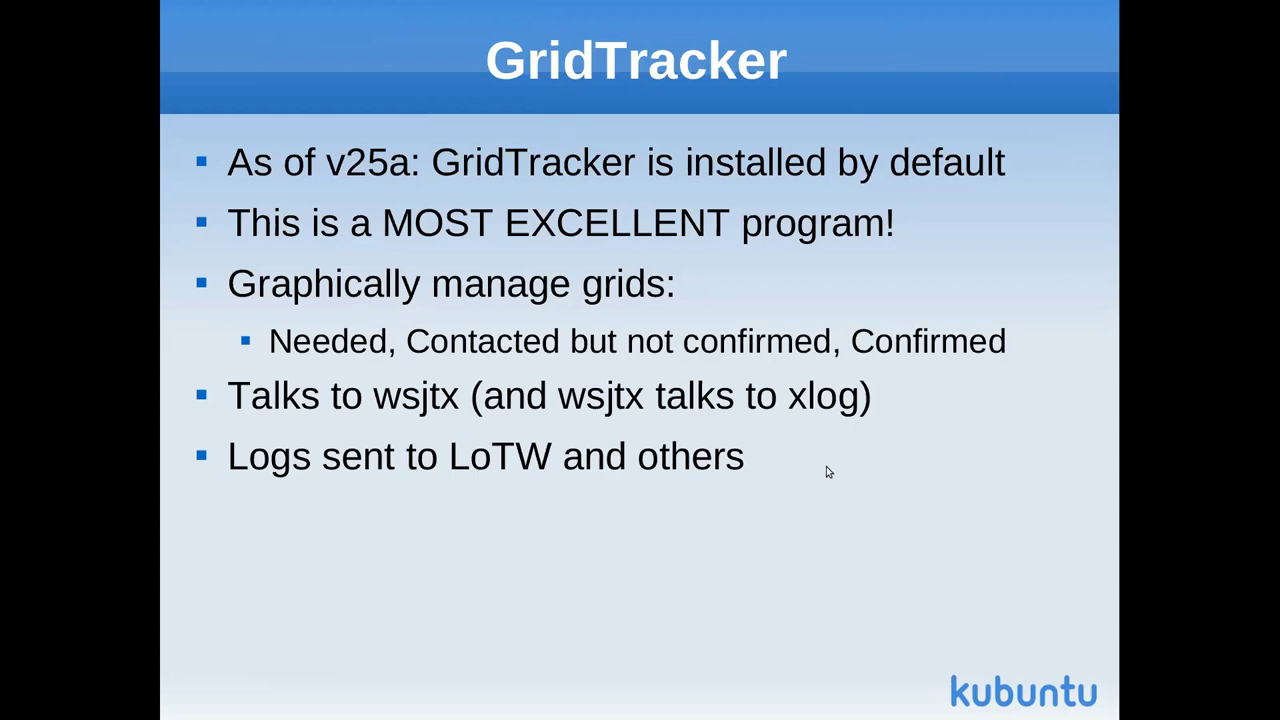 GridTracker
As of v25a: GridTracker is installed by default
This is a MOST EXCELLENT program!
Graphically manage grids:
Needed, Contacted but not confirmed, Confirmed
Talks to wsjtx (and wsjtx talks to xlog)
Logs sent to LoTW and others
kubuntu